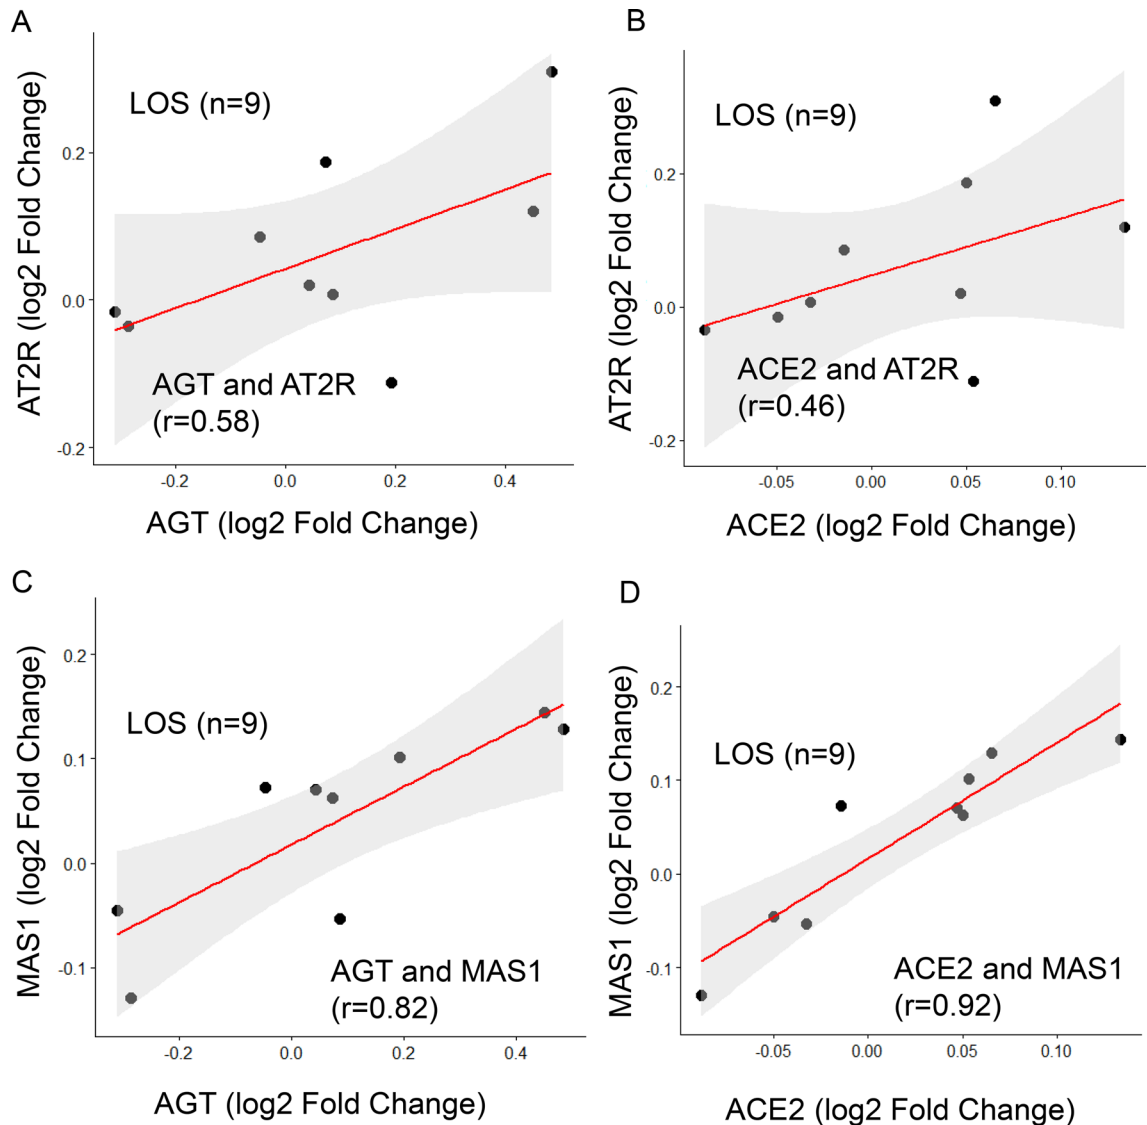 A
AT2R (log2 Fold Change)
LOS (n=9)
0.2
0.0
-0.2
AGT and AT2R
(r=0.58)
-0.2
0.0
0.2
0.4
AGT (log2 Fold Change)
B
AT2R (log2 Fold Change)
LOS (n=9)
0.2
0.0
-0.2
ACE2 and AT2R
(r=0.46)
-0.05
0.00
0.05
0.10
ACE2 (log2 Fold Change)
C
MAS1 (log2 Fold Change)
LOS (n=9)
0.2
0.1
0.0
-0.1
AGT and MAS1
(r=0.82)
-0.2
0.0
0.2
0.4
AGT (log2 Fold Change)
D
MAS1 (log2 Fold Change)
LOS (n=9)
0.2
0.1
0.0
-0.1
ACE2 and MAS1
(r=0.92)
-0.05
0.00
0.05
0.10
ACE2 (log2 Fold Change)